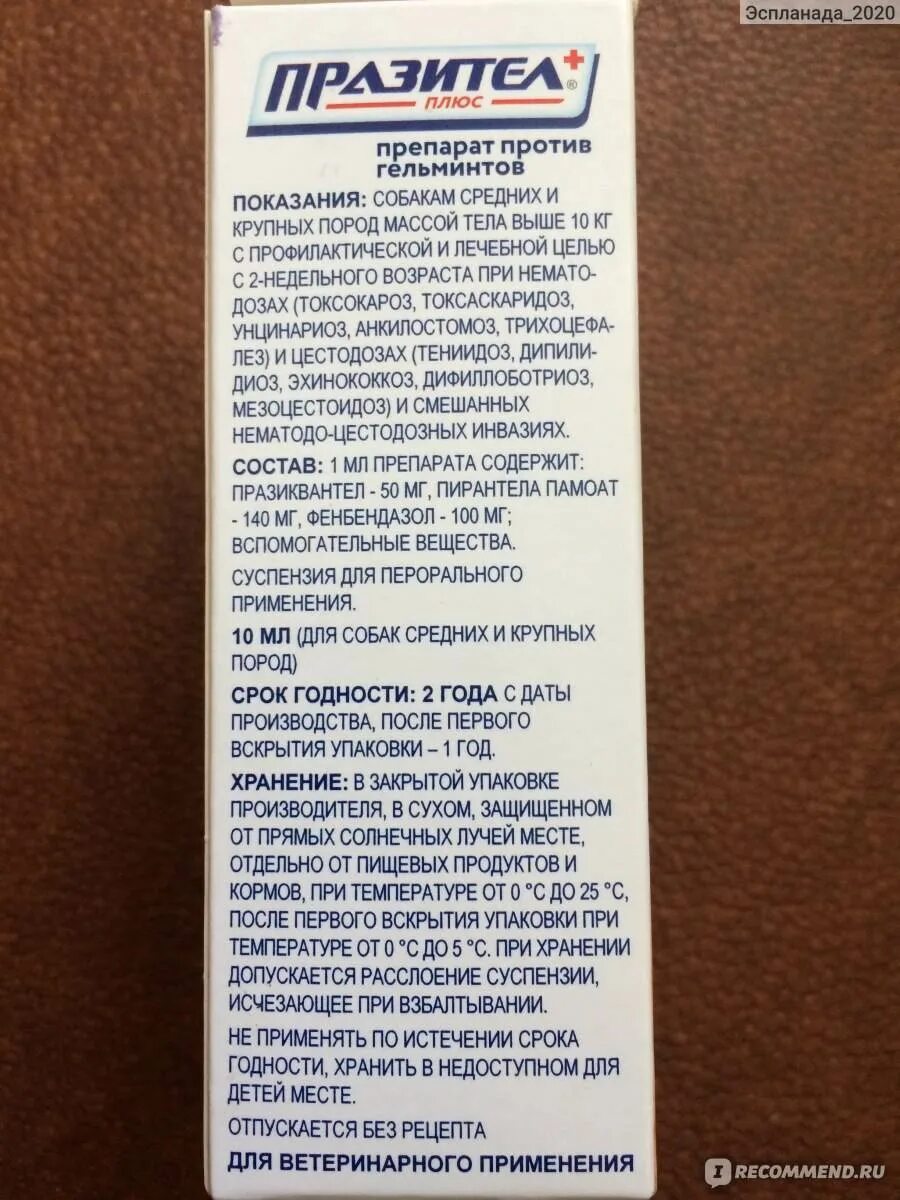 Эспланада_2020
ПРАЗИТЕЛ+®
ПЛЮС
препарат против
гельминтов
ПОКАЗАНИЯ: СОБАКАМ СРЕДНИХ И
КРУПНЫХ ПОРОД МАССОЙ ТЕЛА ВЫШЕ 10 КГ
С ПРОФИЛАКТИЧЕСКОЙ И ЛЕЧЕБНОЙ ЦЕЛЬЮ
С 2-НЕДЕЛЬНОГО ВОЗРАСТА ПРИ НЕМАТО-
ДОЗАХ (ТОКСОКАРОЗ, ТОКСАСКАРИДОЗ,
УНЦИНАРИОЗ, АНКИЛОСТОМОЗ, ТРИХОЦЕФА-
ЛЕЗ) И ЦЕСТОДОЗАХ (ТЕНИИДОЗ, ДИПИЛИ-
ДИОЗ, ЭХИНОКОККОЗ, ДИФИЛЛОБОТРИОЗ,
МЕЗОЦЕСТОИДОЗ) И СМЕШАННЫХ
НЕМАТОДО-ЦЕСТОДОЗНЫХ ИНВАЗИЯХ.
СОСТАВ: 1 МЛ ПРЕПАРАТА СОДЕРЖИТ:
ПРАЗИКВАНТЕЛ - 50 МГ, ПИРАНТЕЛА ПАМОАТ
- 140 МГ, ФЕНБЕНДАЗОЛ - 100 МГ;
ВСПОМОГАТЕЛЬНЫЕ ВЕЩЕСТВА.
СУСПЕНЗИЯ ДЛЯ ПЕРОРАЛЬНОГО
ПРИМЕНЕНИЯ.
10 МЛ (ДЛЯ СОБАК СРЕДНИХ И КРУПНЫХ
ПОРОД)
СРОК ГОДНОСТИ: 2 ГОДА С ДАТЫ
ПРОИЗВОДСТВА, ПОСЛЕ ПЕРВОГО
ВСКРЫТИЯ УПАКОВКИ – 1 ГОД.
ХРАНЕНИЕ: В ЗАКРЫТОЙ УПАКОВКЕ
ПРОИЗВОДИТЕЛЯ, В СУХОМ, ЗАЩИЩЕННОМ
ОТ ПРЯМЫХ СОЛНЕЧНЫХ ЛУЧЕЙ МЕСТЕ,
ОТДЕЛЬНО ОТ ПИЩЕВЫХ ПРОДУКТОВ И
КОРМОВ, ПРИ ТЕМПЕРАТУРЕ ОТ 0 °С ДО 25 °С,
ПОСЛЕ ПЕРВОГО ВСКРЫТИЯ УПАКОВКИ ПРИ
ТЕМПЕРАТУРЕ ОТ 0 °С ДО 5 °С. ПРИ ХРАНЕНИИ
ДОПУСКАЕТСЯ РАССЛОЕНИЕ СУСПЕНЗИИ,
ИСЧЕЗАЮЩЕЕ ПРИ ВЗБАЛТЫВАНИИ.
НЕ ПРИМЕНЯТЬ ПО ИСТЕЧЕНИИ СРОКА
ГОДНОСТИ, ХРАНИТЬ В НЕДОСТУПНОМ ДЛЯ
ДЕТЕЙ МЕСТЕ.
ОТПУСКАЕТСЯ БЕЗ РЕЦЕПТА
ДЛЯ ВЕТЕРИНАРНОГО ПРИМЕНЕНИЯ
I RECOMMEND.RU